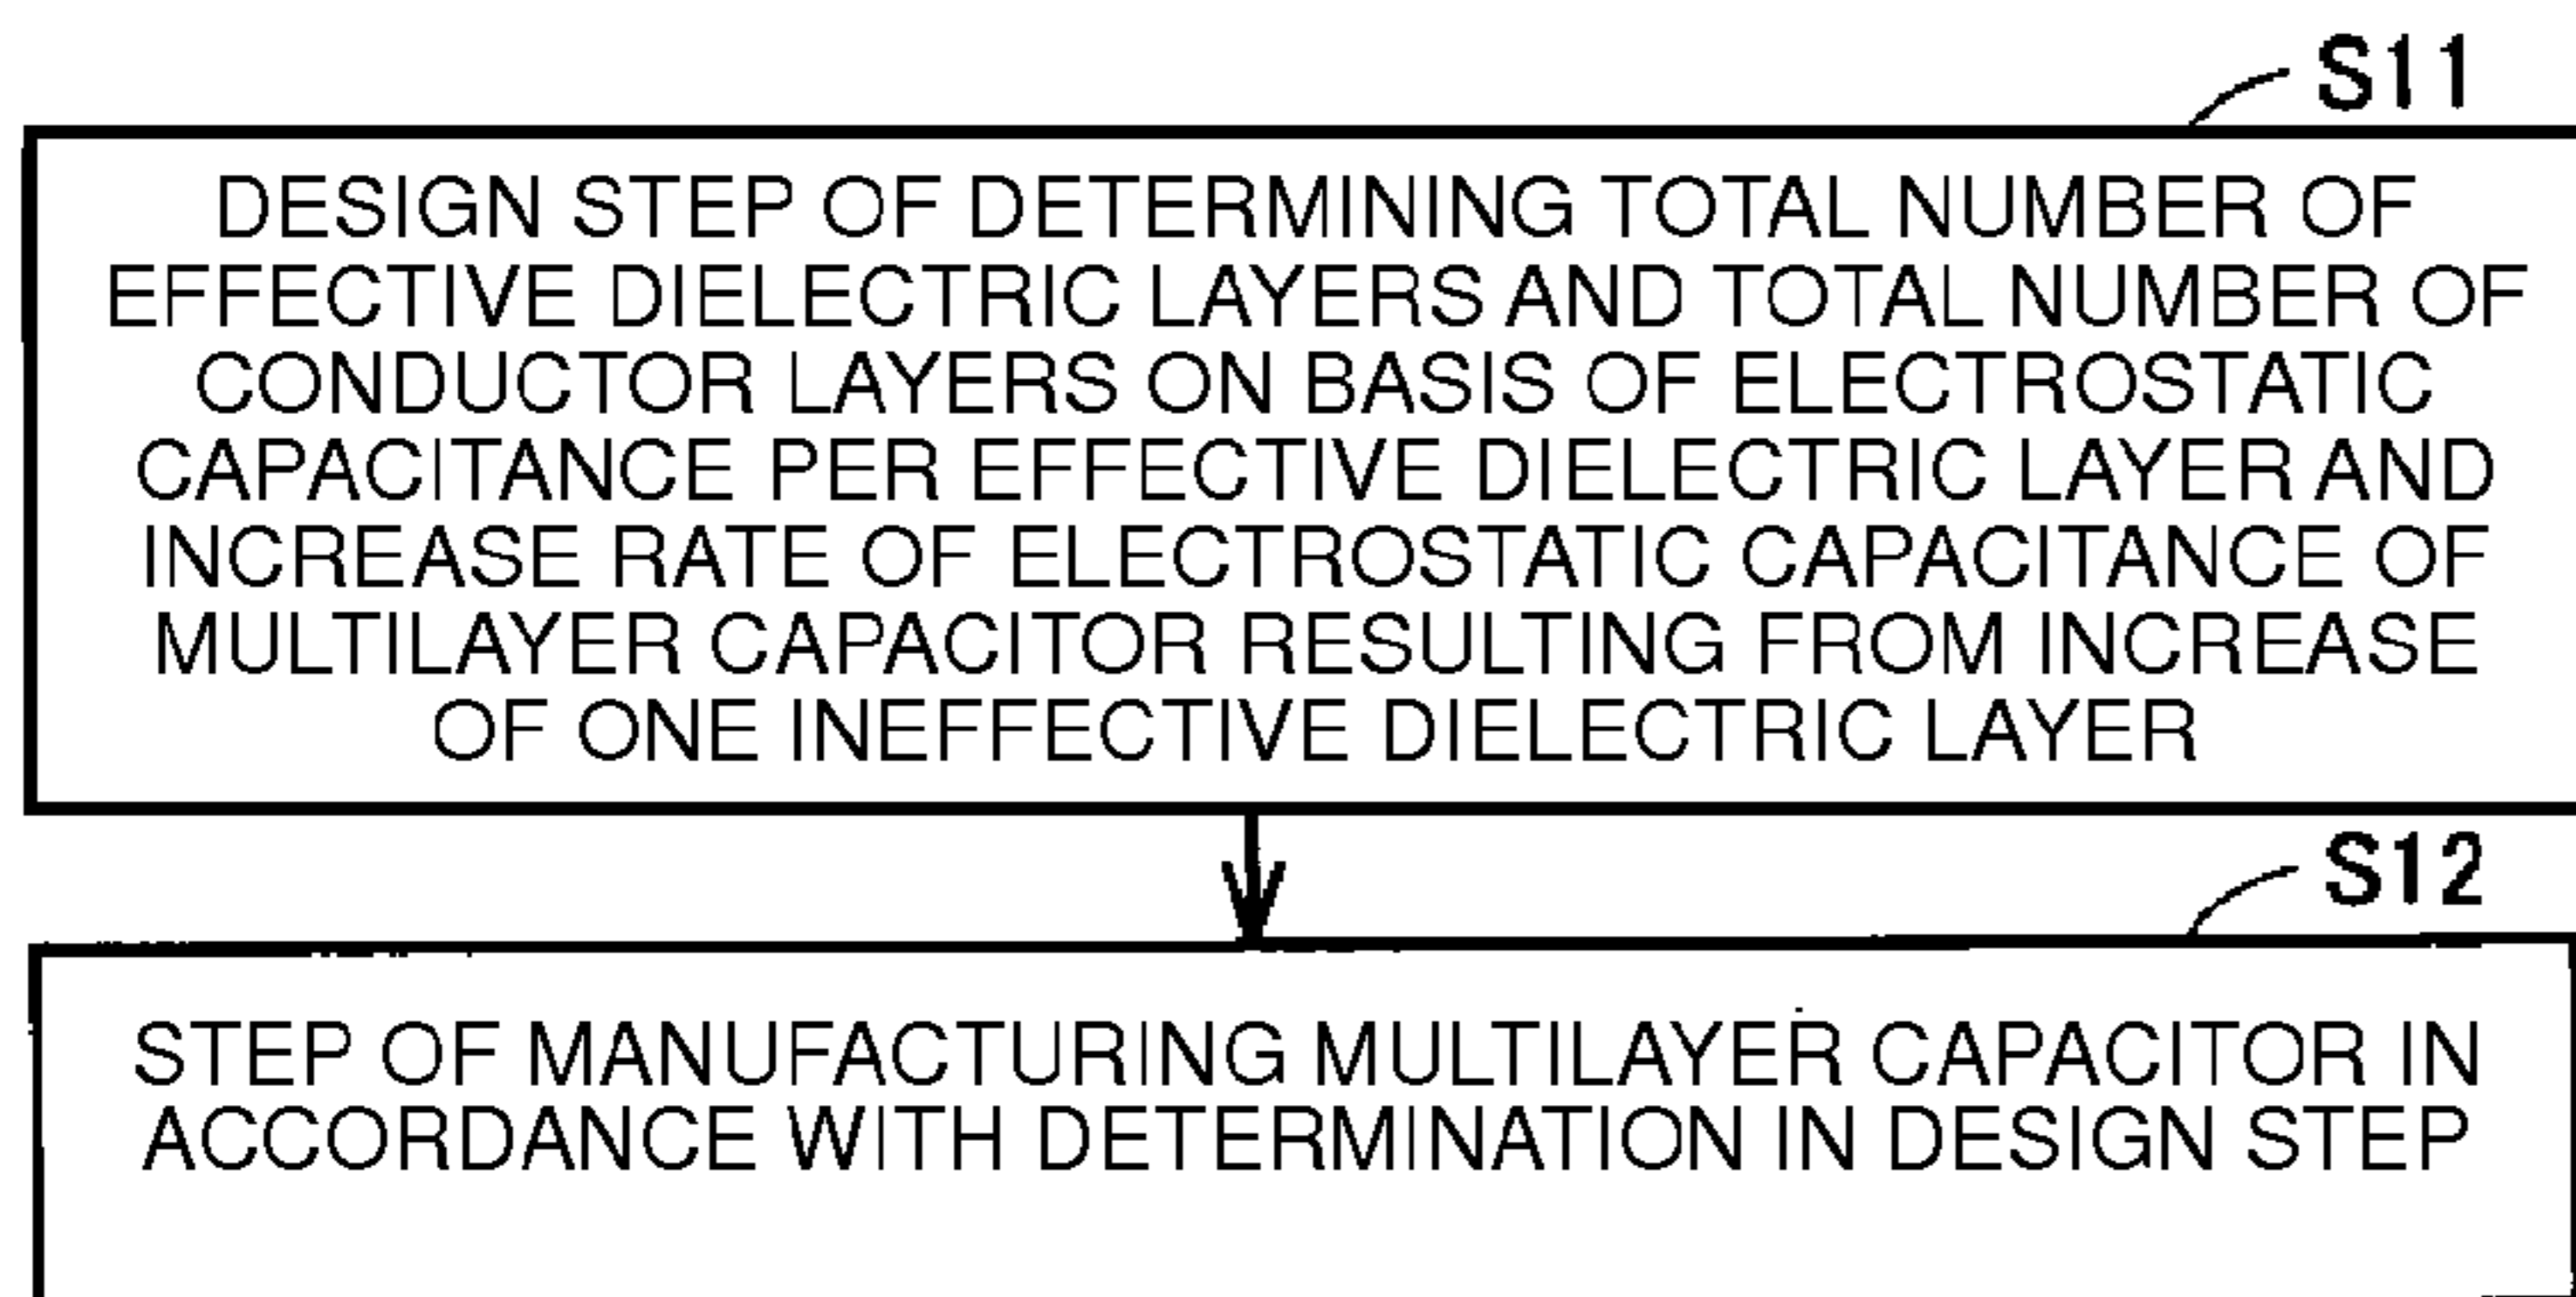 S11
DESIGN STEP OF DETERMINING TOTAL NUMBER OF
EFFECTIVE DIELECTRIC LAYERS AND TOTAL NUMBER OF
CONDUCTOR LAYERS ON BASIS OF ELECTROSTATIC
CAPACITANCE PER EFFECTIVE DIELECTRIC LAYER AND
INCREASE RATE OF ELECTROSTATIC CAPACITANCE OF
MULTILAYER CAPACITOR RESULTING FROM INCREASE
OF ONE INEFFECTIVE DIELECTRIC LAYER
S12
STEP OF MANUFACTURING MULTILAYER CAPACITOR IN
ACCORDANCE WITH DETERMINATION IN DESIGN STEP